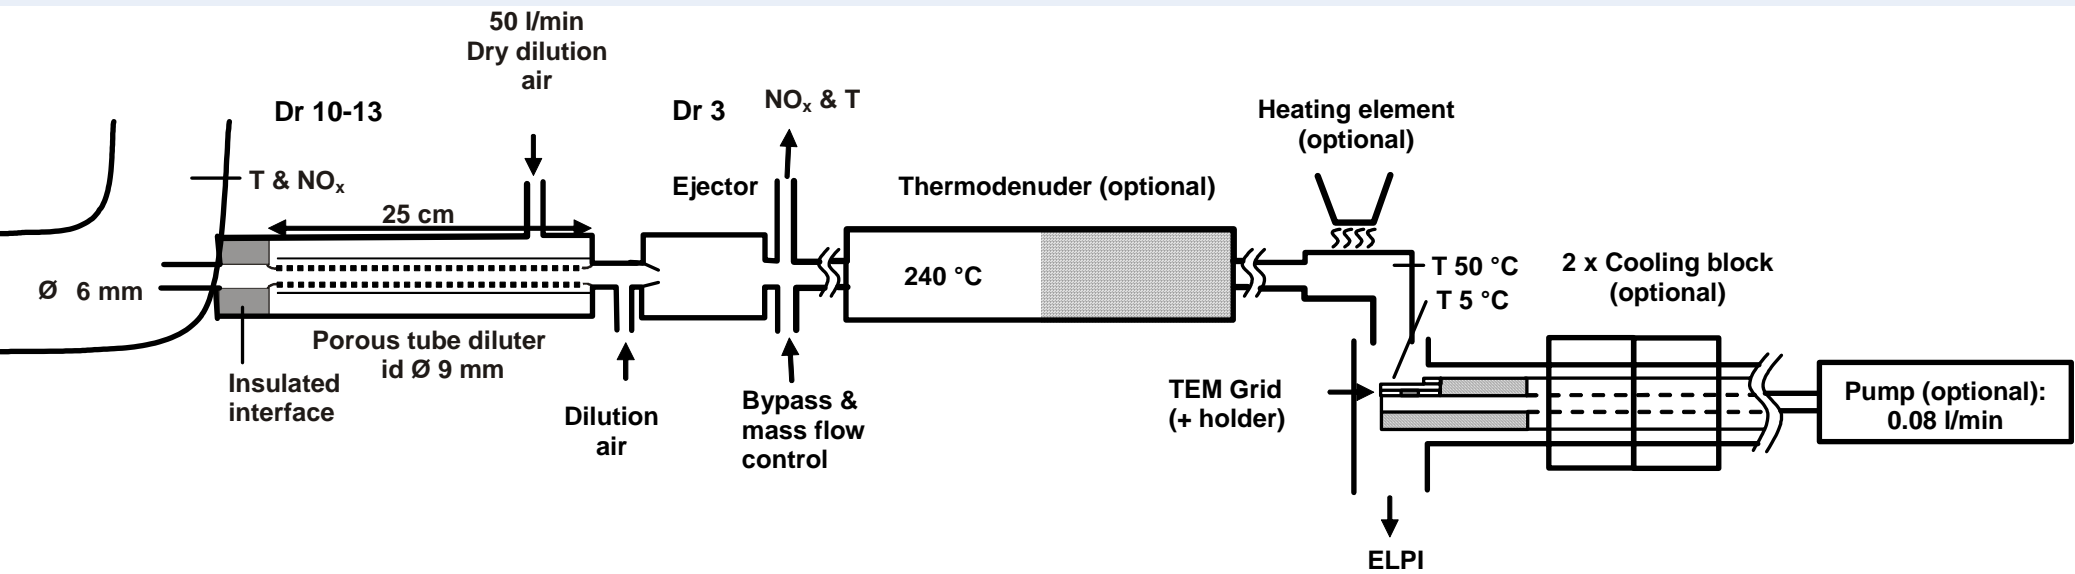 50 l/min
Dry dilution
air
Dr 10-13
Dr 3
NOx & T
Heating element
(optional)
T & NOx
Ejector
Thermodenuder (optional)
25 cm
240 °C
T 50 °C
T 5 °C
2 x Cooling block
(optional)
Ø 6 mm
Porous tube diluter
id Ø 9 mm
Insulated
interface
Dilution
air
Bypass &
mass flow
control
TEM Grid
(+ holder)
Pump (optional):
0.08 l/min
ELPI